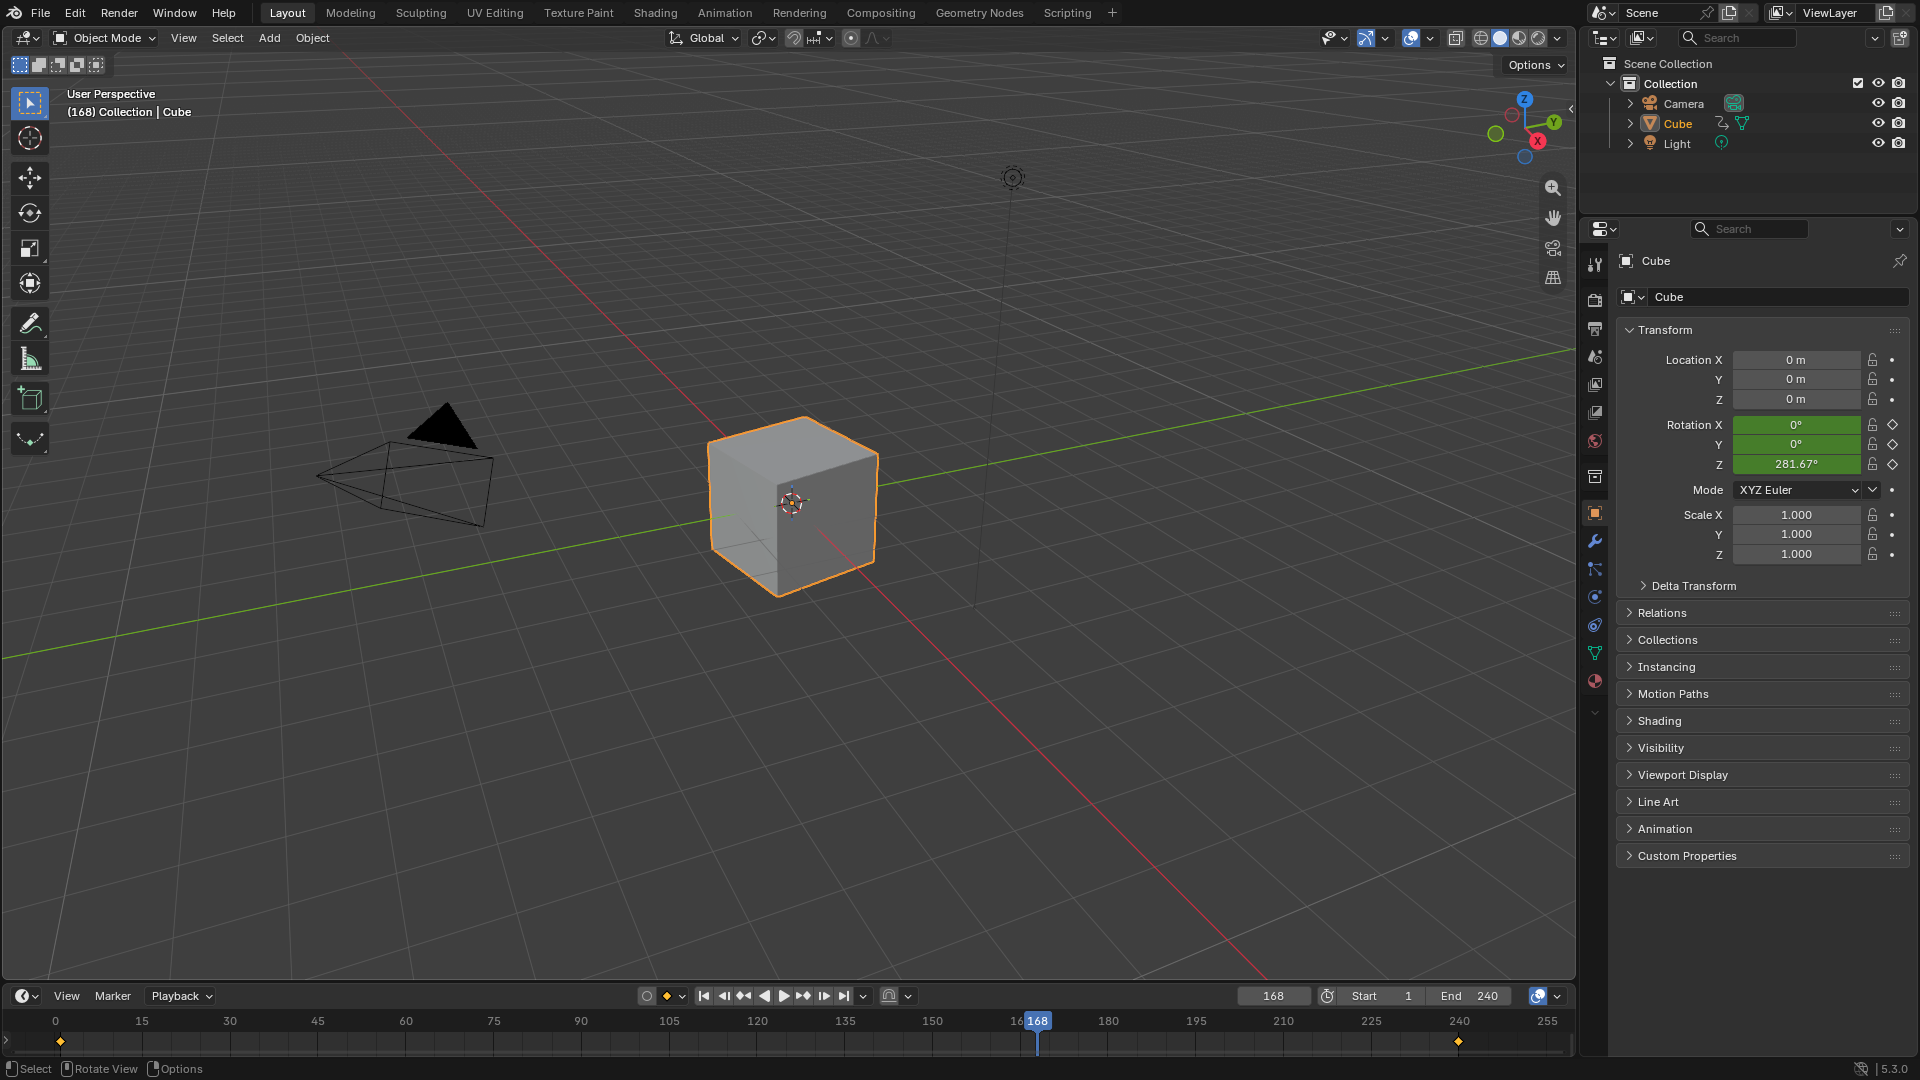 File Edit Render Window Help Layout Modeling Sculpting UV Editing Texture Paint Shading Animation Rendering Compositing Geometry Nodes Scripting + Scene ViewLayer
Object Mode View Select Add Object Global Search
Options
User Perspective
(168) Collection | Cube
Z
Y
X
Scene Collection
Collection
Camera
Cube
Light
Search
Cube
Cube
Transform
Location X 0 m
Y 0 m
Z 0 m
Rotation X 0°
Y 0°
Z 281.67°
Mode XYZ Euler
Scale X 1.000
Y 1.000
Z 1.000
Delta Transform
Relations
Collections
Instancing
Motion Paths
Shading
Visibility
Viewport Display
Line Art
Animation
Custom Properties
View Marker Playback 168 Start 1 End 240
0 15 30 45 60 75 90 105 120 135 150 16 168 180 195 210 225 240 255
Select Rotate View Options 5.3.0